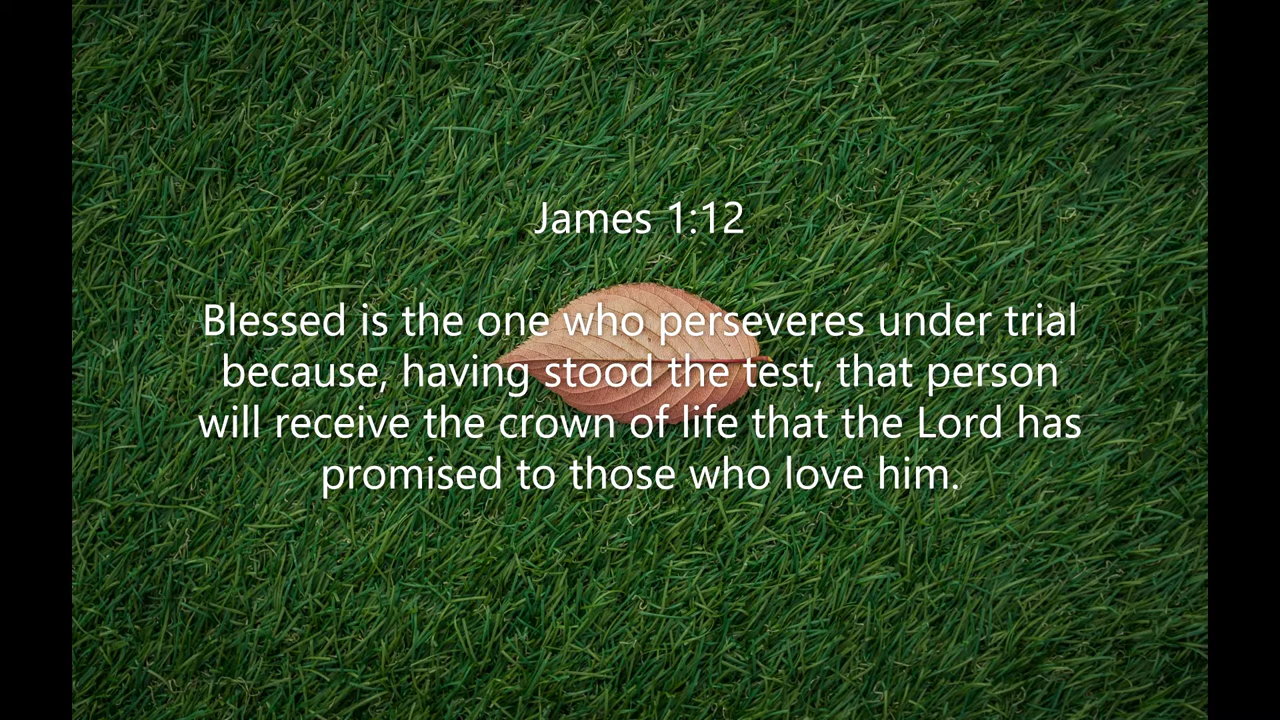 James 1:12
Blessed is the one who perseveres under trial
because, having stood the test, that person
will receive the crown of life that the Lord has
promised to those who love him.